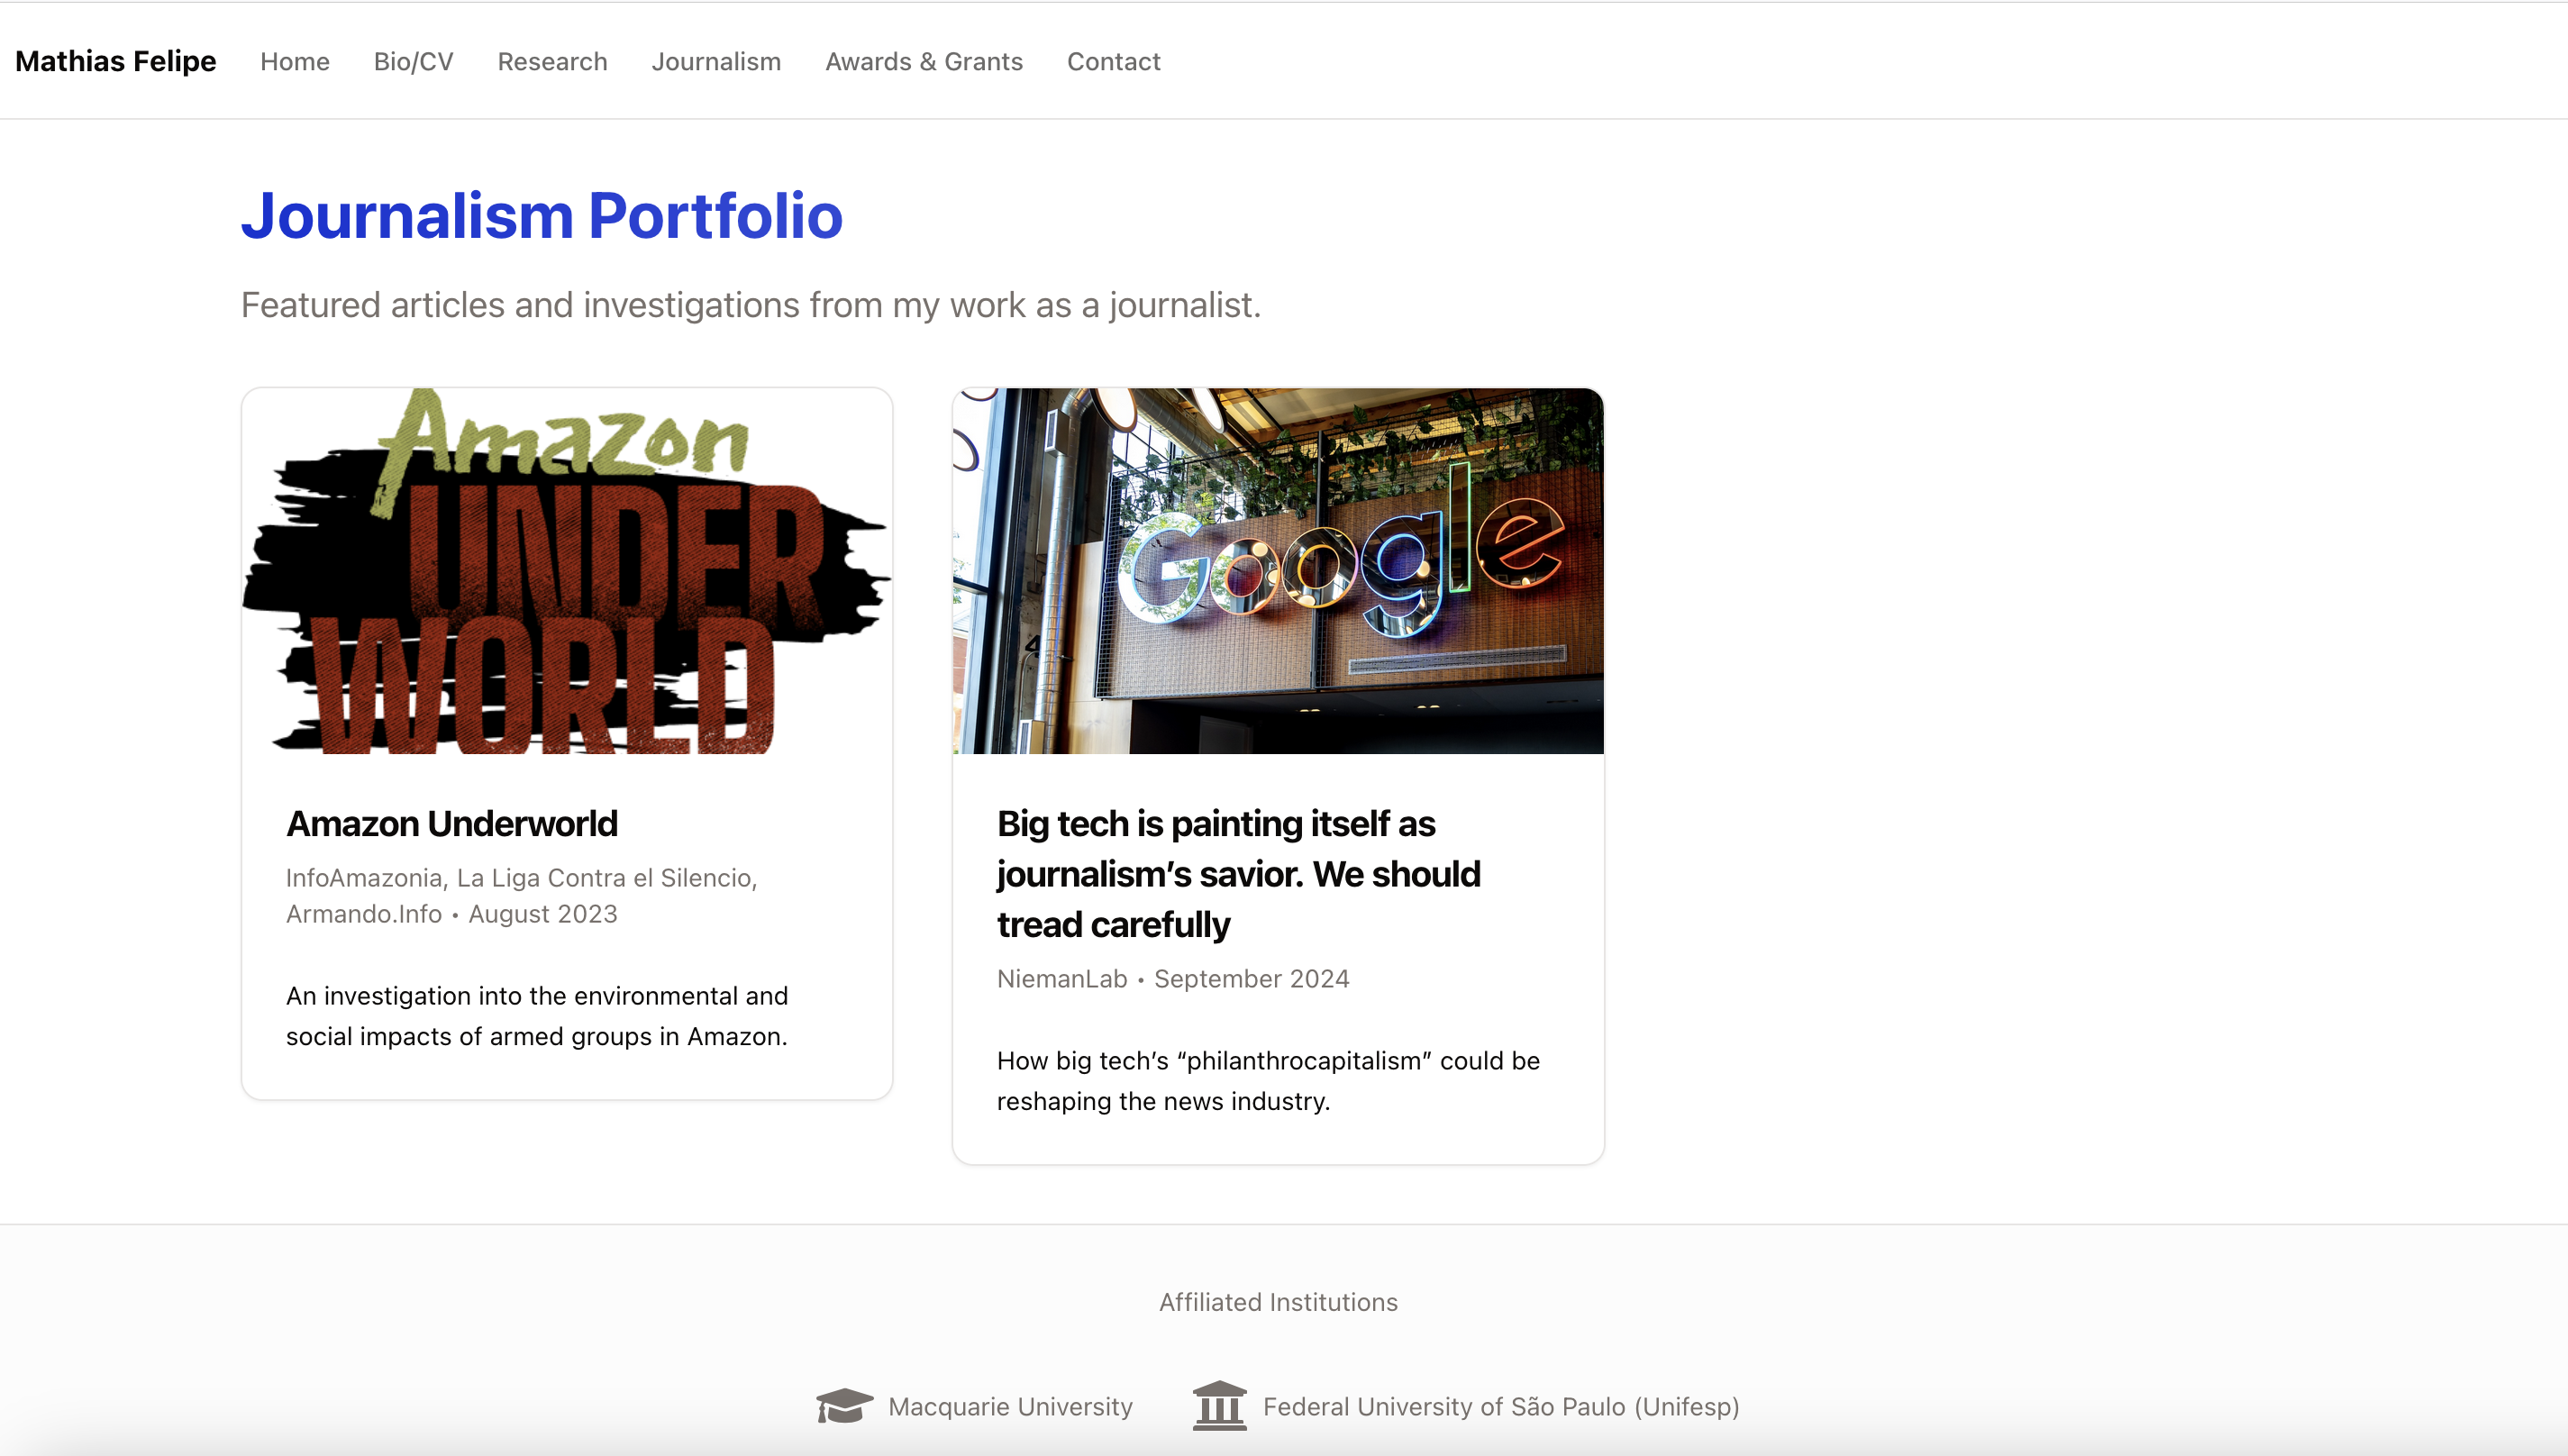 Mathias Felipe Home Bio/CV Research Journalism Awards & Grants Contact
Journalism Portfolio
Featured articles and investigations from my work as a journalist.
Amazon
UNDER
WORLD
Amazon Underworld
InfoAmazonia, La Liga Contra el Silencio,
Armando.Info • August 2023
An investigation into the environmental and
social impacts of armed groups in Amazon.
Google
Big tech is painting itself as
journalism’s savior. We should
tread carefully
NiemanLab • September 2024
How big tech’s “philanthrocapitalism” could be
reshaping the news industry.
Affiliated Institutions
Macquarie University Federal University of São Paulo (Unifesp)